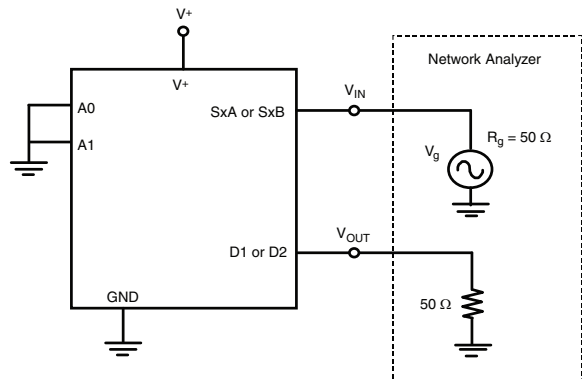 V+
Network Analyzer
V+
A0
SxA or SxB
VIN
A1
Vg
Rg = 50 Ω
D1 or D2
VOUT
GND
50 Ω